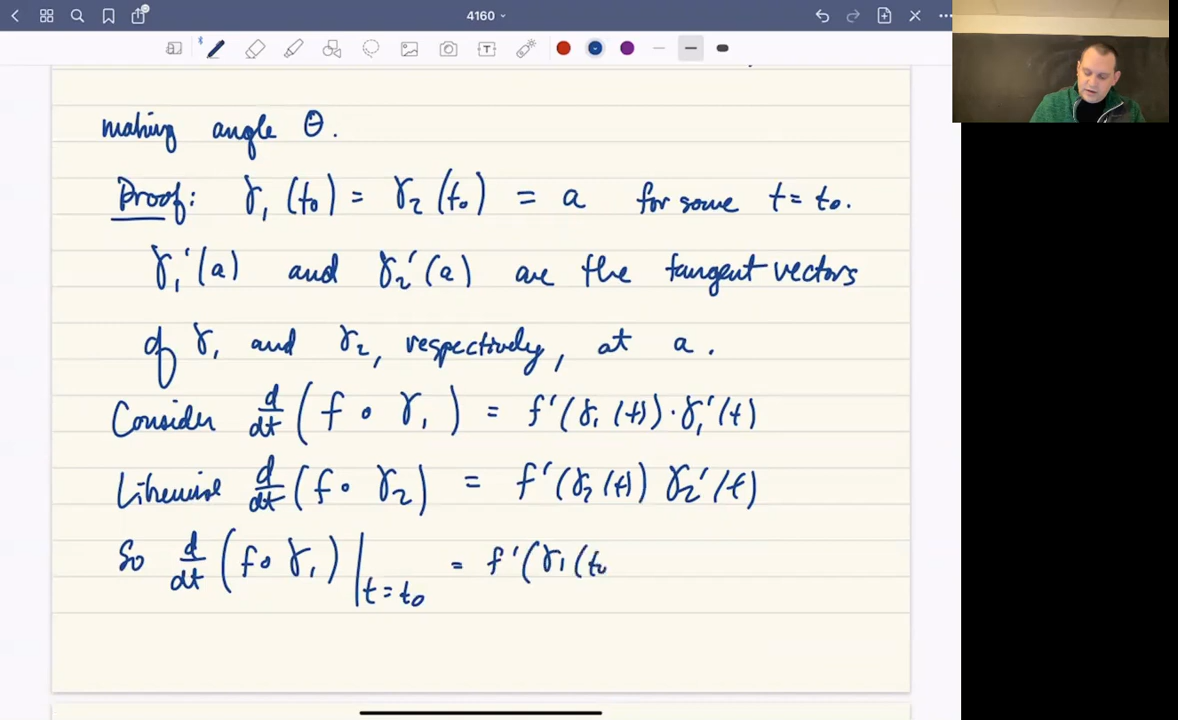 4160
making angle θ.
Proof: γ₁(t₀) = γ₂(t₀) = a for some t = t₀.
γ₁'(a) and γ₂'(a) are the tangent vectors
of γ₁ and γ₂, respectively, at a.
Consider d/dt (f ∘ γ₁) = f'(γ₁(t)) · γ₁'(t)
Likewise d/dt (f ∘ γ₂) = f'(γ₂(t)) γ₂'(t)
So d/dt (f ∘ γ₁) |t=t₀ = f'(γ₁(t₀